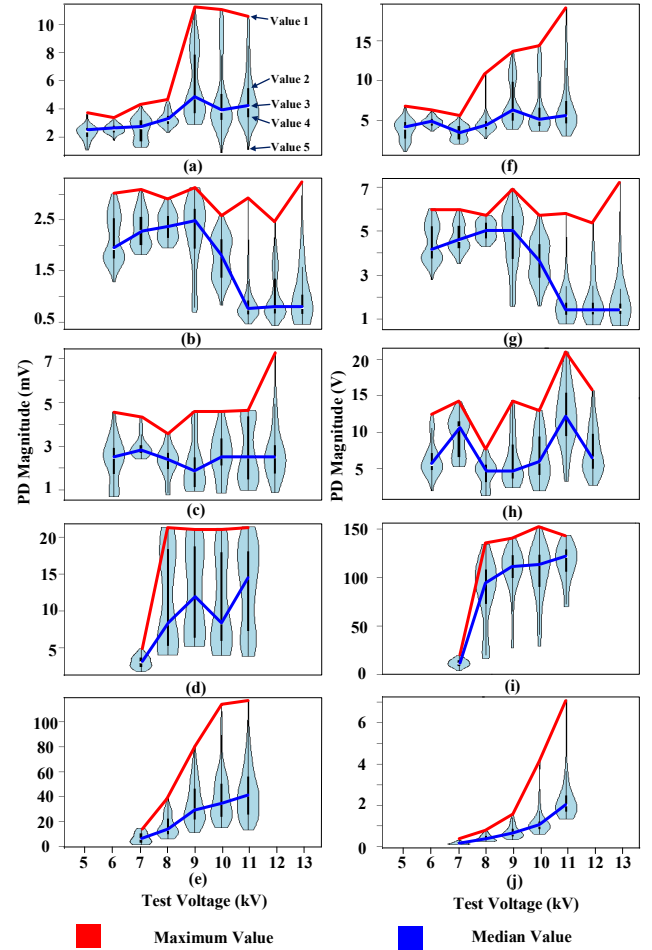 10
8
6
4
2
Value 1
Value 2
Value 3
Value 4
Value 5
(a)
15
10
5
(f)
2.5
1.5
0.5
(b)
7
5
3
1
(g)
PD Magnitude (mV)
7
5
3
1
(c)
PD Magnitude (V)
20
15
10
5
(h)
20
15
10
5
(d)
150
100
50
0
(i)
100
80
60
40
20
0
5 6 7 8 9 10 11 12 13
(e)
Test Voltage (kV)
6
4
2
0
5 6 7 8 9 10 11 12 13
(j)
Test Voltage (kV)
Maximum Value
Median Value